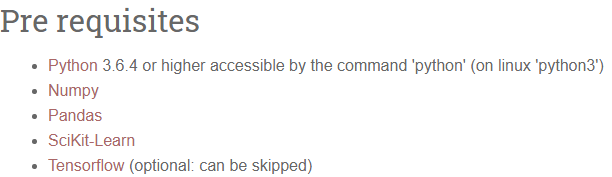 Pre requisites
Python 3.6.4 or higher accessible by the command 'python' (on linux 'python3')
Numpy
Pandas
SciKit-Learn
Tensorflow (optional: can be skipped)